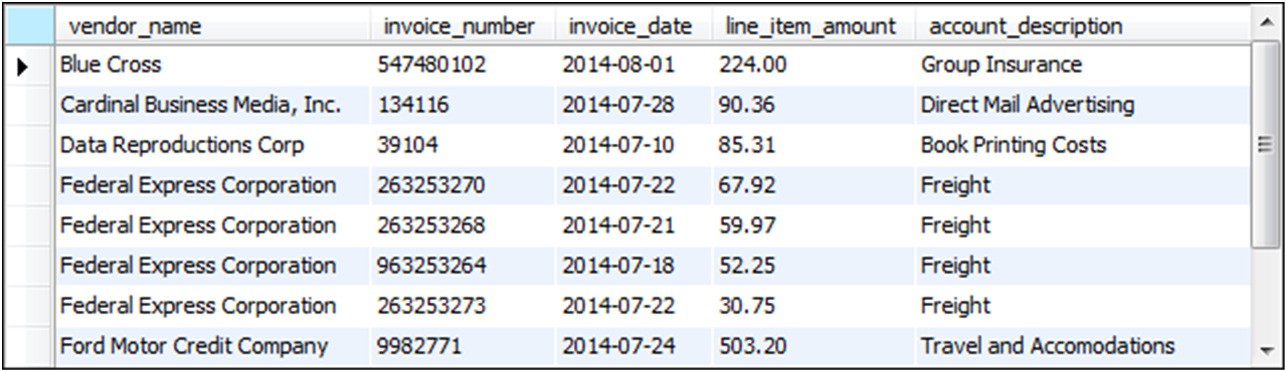 vendor_name invoice_number invoice_date line_item_amount account_description
Blue Cross 547480102 2014-08-01 224.00 Group Insurance
Cardinal Business Media, Inc. 134116 2014-07-28 90.36 Direct Mail Advertising
Data Reproductions Corp 39104 2014-07-10 85.31 Book Printing Costs
Federal Express Corporation 263253270 2014-07-22 67.92 Freight
Federal Express Corporation 263253268 2014-07-21 59.97 Freight
Federal Express Corporation 963253264 2014-07-18 52.25 Freight
Federal Express Corporation 263253273 2014-07-22 30.75 Freight
Ford Motor Credit Company 9982771 2014-07-24 503.20 Travel and Accomodations